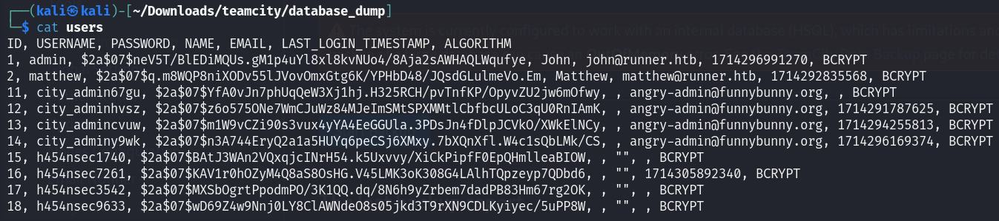 ┌──(kali㉿kali)-[~/Downloads/teamcity/database_dump]
└─$ cat users
ID, USERNAME, PASSWORD, NAME, EMAIL, LAST_LOGIN_TIMESTAMP, ALGORITHM
1, admin, $2a$07$neV5T/BlEDiMQUs.gM1p4uYl8xl8kvNUo4/8Aja2sAWHAQLWqufye, John, john@runner.htb, 1714296991270, BCRYPT
2, matthew, $2a$07$q.m8WQP8niXODv55lJVovOmxGtg6K/YPHbD48/JQsdGLulmeVo.Em, Matthew, matthew@runner.htb, 1714292835568, BCRYPT
11, city_admin67gu, $2a$07$YfA0vJn7phUqQeW3Xj1hj.H325RCH/pvTnfKP/OpyvZU2jw6mOfwy, , angry-admin@funnybunny.org, , BCRYPT
12, city_adminhvsz, $2a$07$z6o575ONe7WmCJuWz84MJeImSMtSPXMMtlCbfbcULoC3qU0RnIAmK, , angry-admin@funnybunny.org, 1714291787625, BCRYPT
13, city_admincvuw, $2a$07$m1W9vCZi90s3vux4yYA4EeGGUla.3PDsJn4fDlpJCVkO/XWkElNCy, , angry-admin@funnybunny.org, 1714294255813, BCRYPT
14, city_adminy9wk, $2a$07$n3A744EryQ2a1a5HUYq6peCSj6XMxy.7bXQnXfl.W4c1sQbLMk/CS, , angry-admin@funnybunny.org, 1714296169374, BCRYPT
15, h454nsec1740, $2a$07$BAtJ3WAn2VQxqjcINrH54.k5Uxvvy/XiCkPipfF0EpQHmlleaBIOW, , "", , BCRYPT
16, h454nsec7261, $2a$07$KAV1r0hOZyM4Q8aS8OsHG.V45LMK3oK308G4LAlhTQpzeyp7QDbd6, , "", 1714305892340, BCRYPT
17, h454nsec3542, $2a$07$MXSbOgrtPpodmPO/3K1QQ.dq/8N6h9yZrbem7dadPB83Hm67rg2OK, , "", , BCRYPT
18, h454nsec9633, $2a$07$wD69Z4w9Nnj0LY8ClAWNdeO8s05jkd3T9rXN9CDLKyiyec/5uPP8W, , "", , BCRYPT